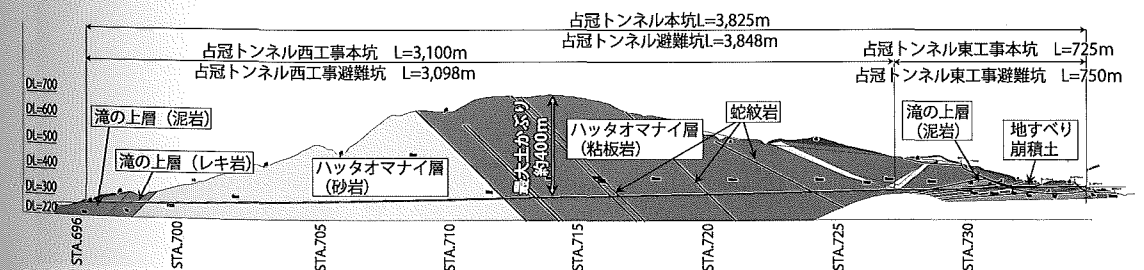 占冠トンネル本坑L=3,825m
占冠トンネル避難坑L=3,848m
占冠トンネル西工事本坑 L=3,100m
占冠トンネル西工事避難坑 L=3,098m
占冠トンネル東工事本坑 L=725m
占冠トンネル東工事避難坑 L=750m
DL=700
DL=600
DL=500
DL=400
DL=300
DL=220
滝の上層(泥岩)
滝の上層(レキ岩)
ハッタオマナイ層
(砂岩)
最大土かぶり
約400m
ハッタオマナイ層
(粘板岩)
蛇紋岩
滝の上層
(泥岩)
地すべり
崩積土
STA.696
STA.700
STA.705
STA.710
STA.715
STA.720
STA.725
STA.730